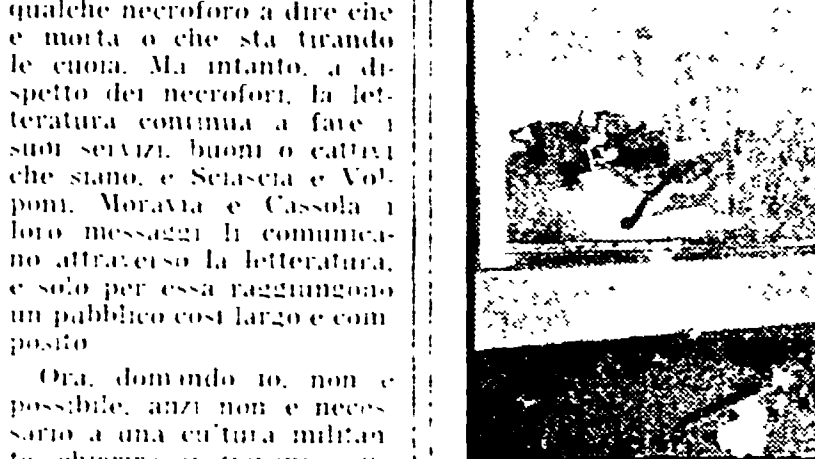 qualche necroforo a dire che
e morta o che sta tirando
le cuoia. Ma intanto, a di-
spetto dei necrofori, la let-
teratura continua a fare i
suoi servizi, buoni o cattivi
che siano, e Sciascia e Vol-
poni, Moravia e Cassola i
loro messaggi li comunica-
no attraverso la letteratura,
e solo per essa raggiungono
un pubblico così largo e com
posito
Ora, domando io, non e
possibile, anzi non e neces
sario a una cultura militan